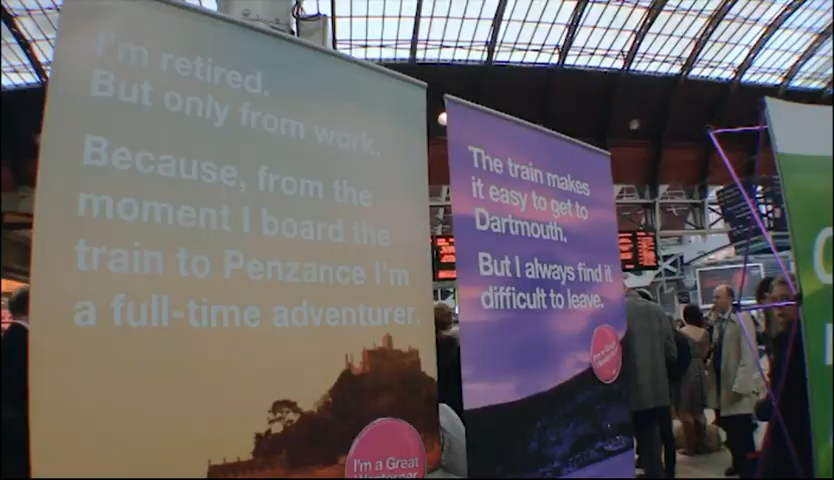 I'm retired.
But only from work.
Because, from the
moment I board the
train to Penzance I'm
a full-time adventurer.
I'm a Great
Westerner
The train makes
it easy to get to
Dartmouth.
But I always find it
difficult to leave.